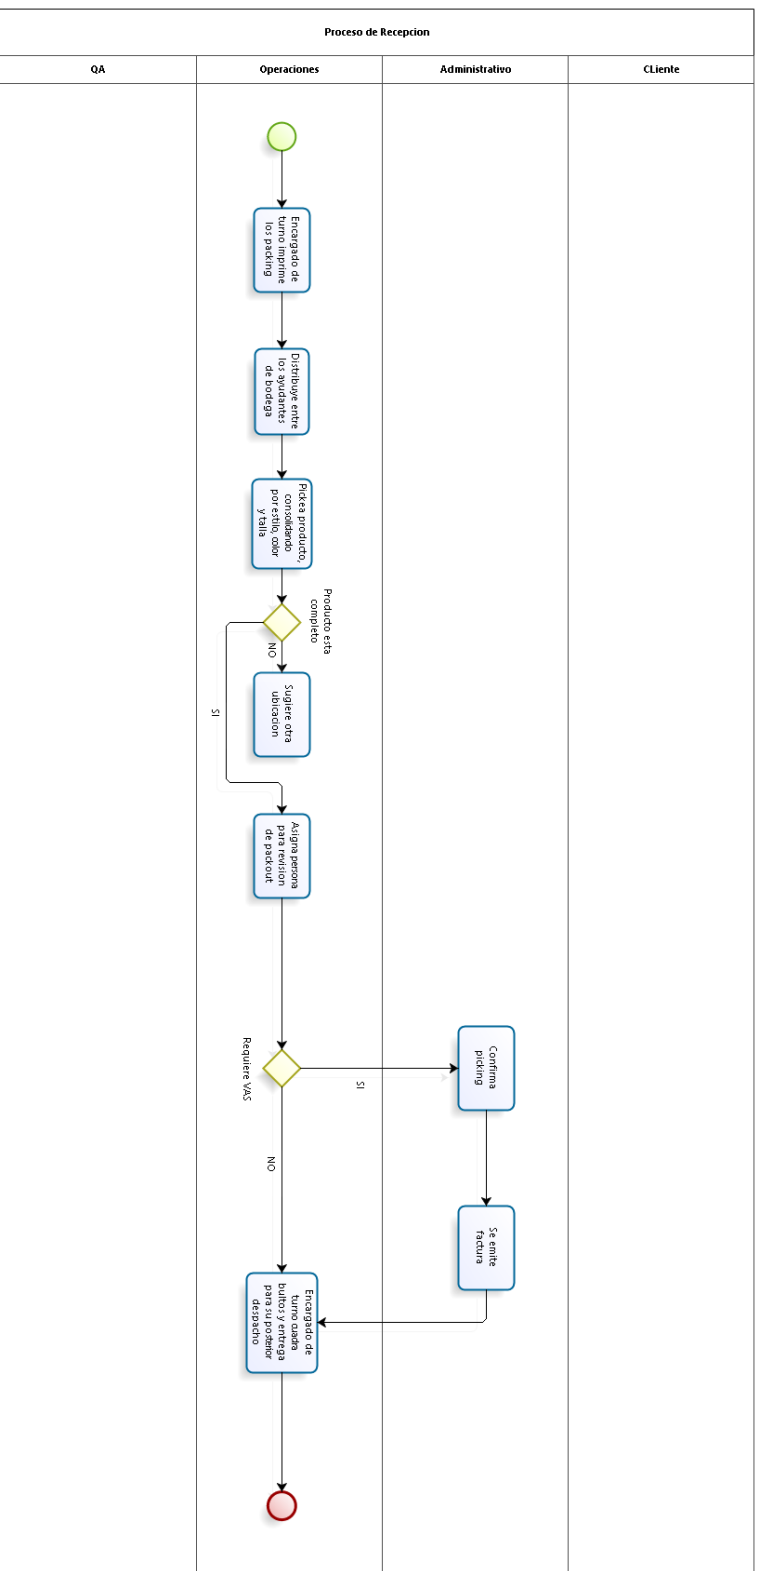 Proceso de Recepcion
QA
Operaciones
Administrativo
CLiente
Encargado de
turno imprime
los packing
Distribuye entre
los ayudantes
de bodega
Pickea producto,
consolidando
por estilo, color
y talla
Producto esta
completo
NO
Sugiere otra
ubicacion
SI
Asigna persona
para revision
de packout
Requiere VAS
SI
Confirma
picking
NO
Se emite
factura
Encargado de
turno cuadra
bultos y entrega
para su posterior
despacho